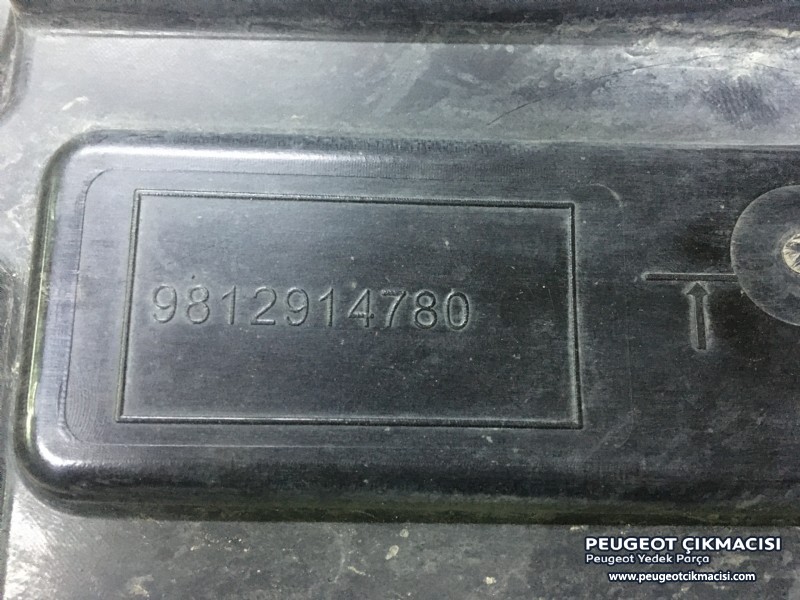 9812914780
PEUGEOT ÇIKMACISI
Peugeot Yedek Parça
www.peugeotcikmacisi.com